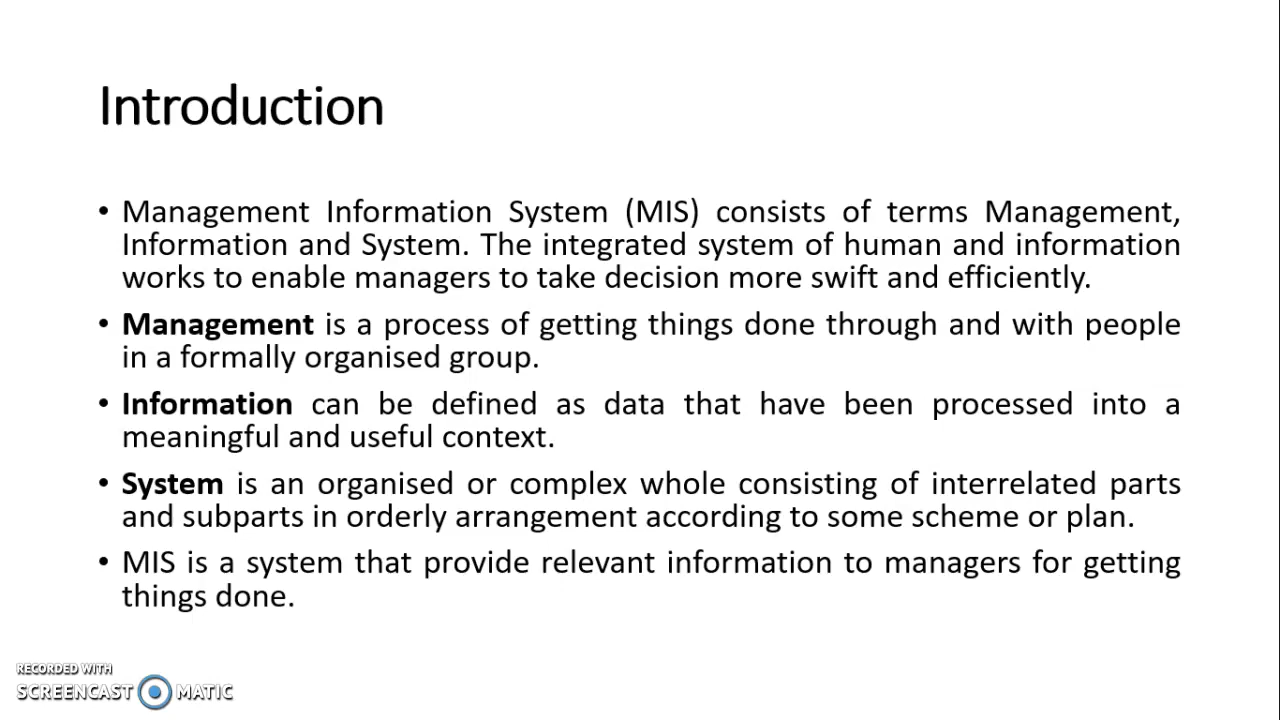 Introduction
• Management Information System (MIS) consists of terms Management,
Information and System. The integrated system of human and information
works to enable managers to take decision more swift and efficiently.
• Management is a process of getting things done through and with people
in a formally organised group.
• Information can be defined as data that have been processed into a
meaningful and useful context.
• System is an organised or complex whole consisting of interrelated parts
and subparts in orderly arrangement according to some scheme or plan.
• MIS is a system that provide relevant information to managers for getting
things done.
RECORDED WITH
SCREENCAST MATIC